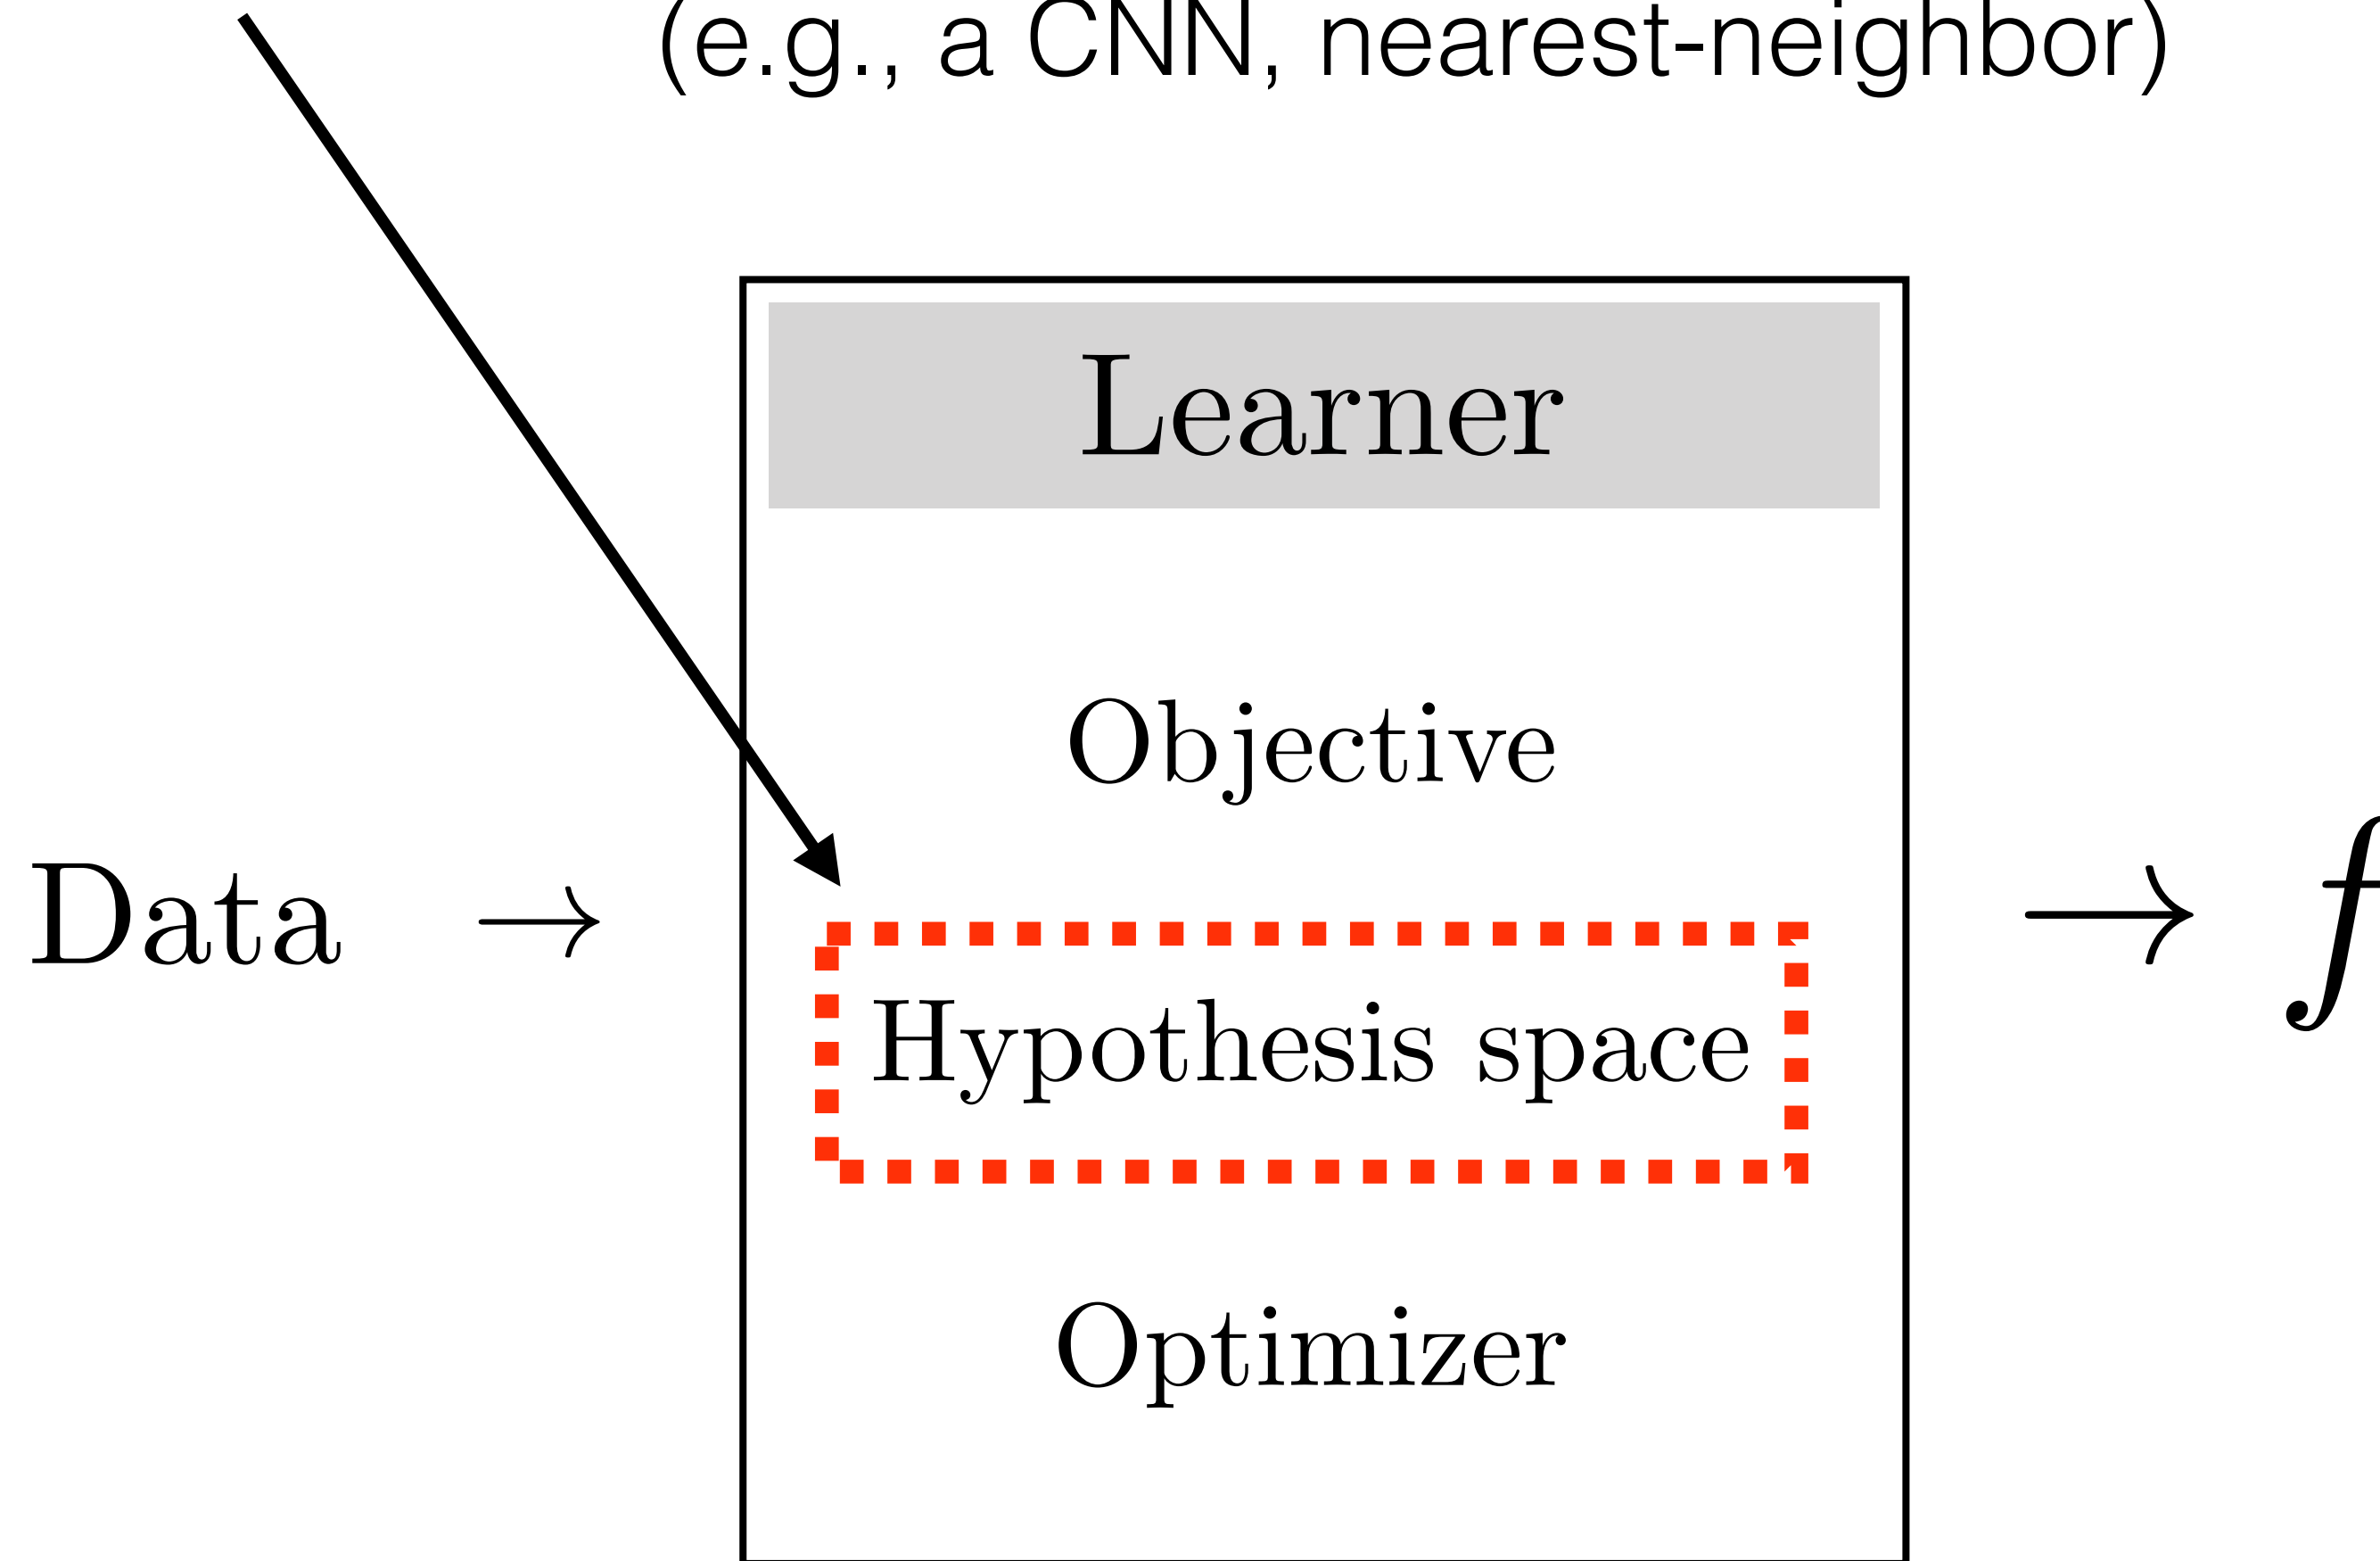 (e.g., a CNN, nearest-neighbor)
Learner
Objective
Data → → f
Hypothesis space
Optimizer